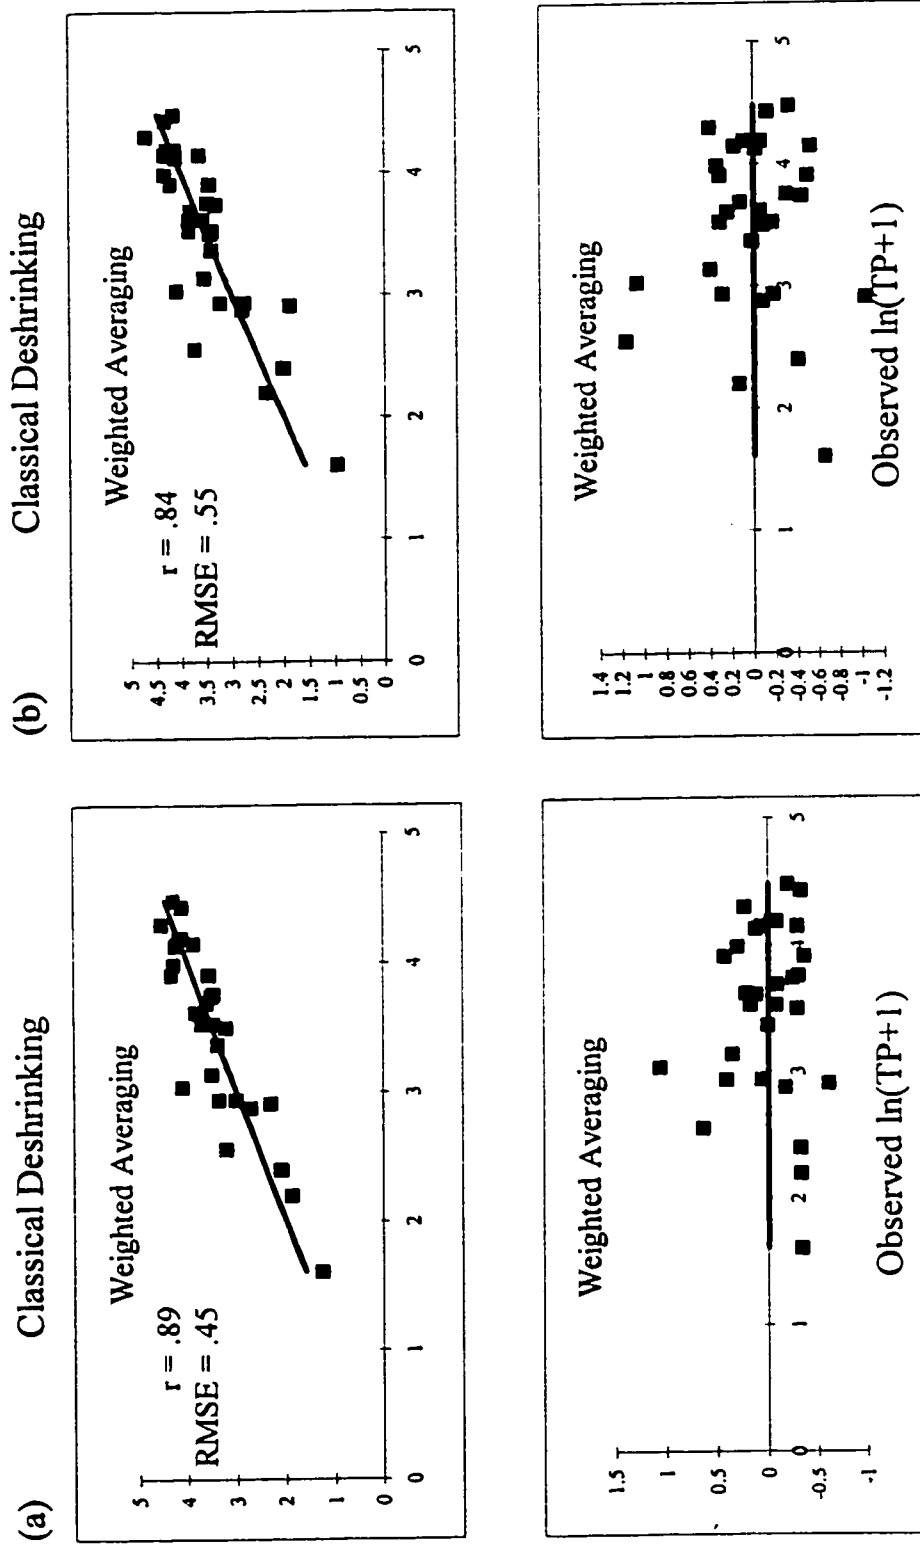 (a) Classical Deshrinking
Weighted Averaging
r = .89
RMSE = .45
5
4
3
2
1
0
0 1 2 3 4 5
Weighted Averaging
1.5
1
0.5
0
-0.5
-1
0 1 2 3 4 5
Observed ln(TP+1)
(b) Classical Deshrinking
Weighted Averaging
r = .84
RMSE = .55
5
4.5
4
3.5
3
2.5
2
1.5
1
0.5
0
0 1 2 3 4 5
Weighted Averaging
1.4
1.2
1
0.8
0.6
0.4
0.2
0
-0.2
-0.4
-0.6
-0.8
-1
-1.2
0 1 2 3 4 5
Observed ln(TP+1)